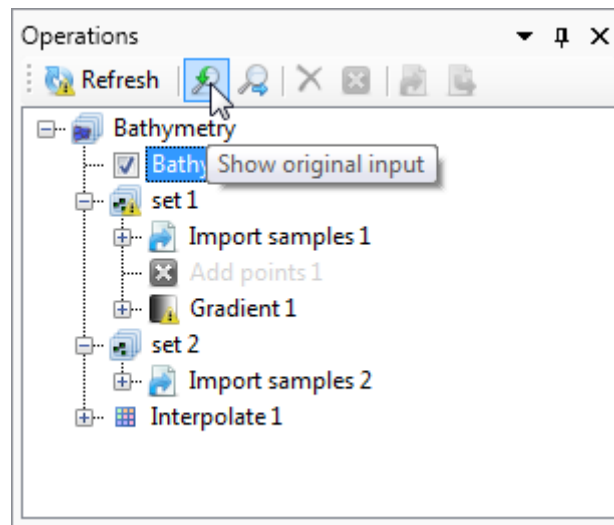 Operations
Refresh
Bathymetry
Bathy
Show original input
set 1
Import samples 1
Add points 1
Gradient 1
set 2
Import samples 2
Interpolate 1